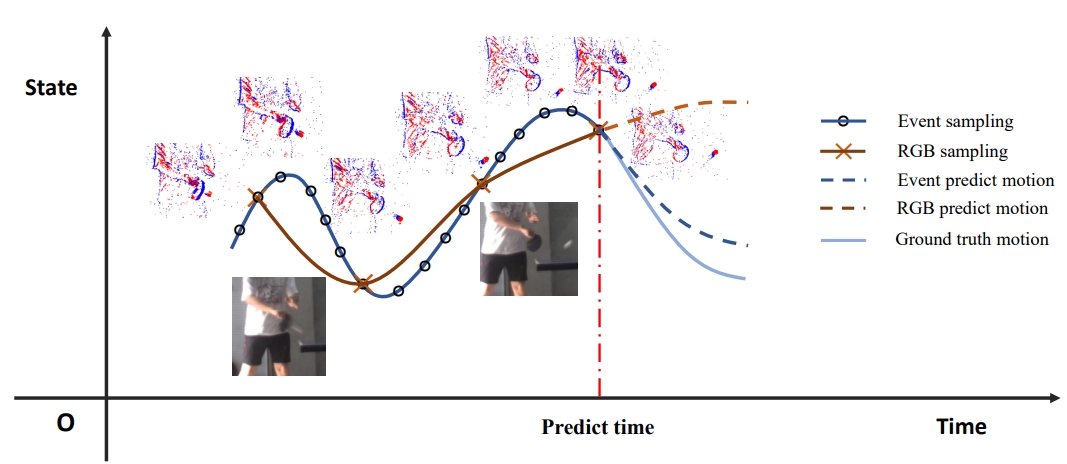 State
Event sampling
RGB sampling
Event predict motion
RGB predict motion
Ground truth motion
O
Predict time
Time